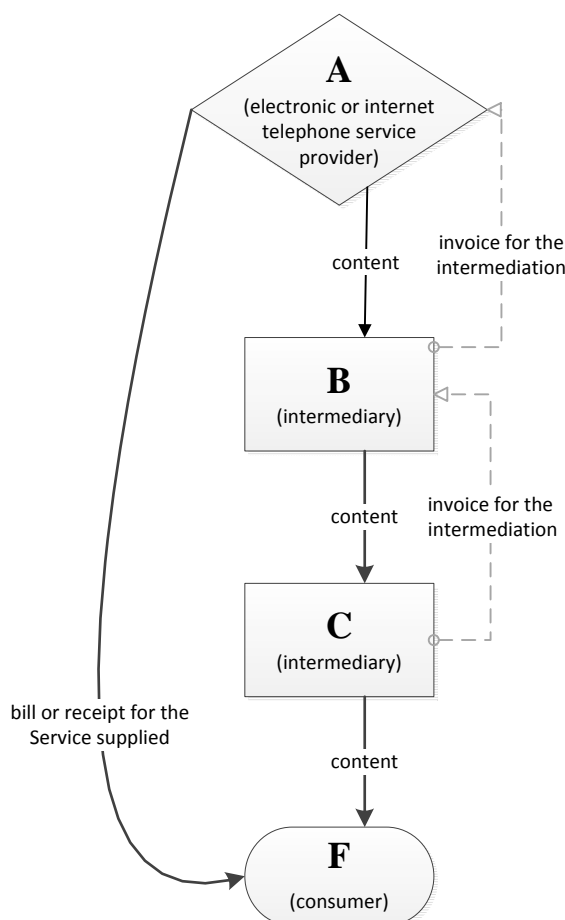 A
(electronic or internet
telephone service
provider)
invoice for the
intermediation
content
B
(intermediary)
invoice for the
intermediation
content
C
(intermediary)
bill or receipt for the
Service supplied
content
F
(consumer)